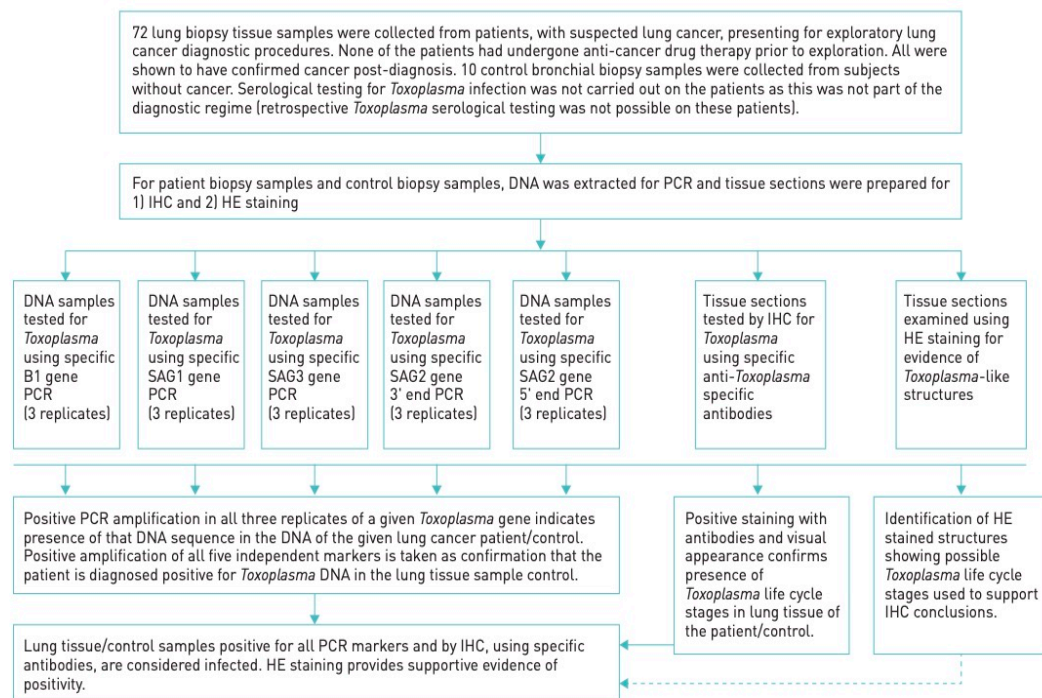 72 lung biopsy tissue samples were collected from patients, with suspected lung cancer, presenting for exploratory lung
cancer diagnostic procedures. None of the patients had undergone anti-cancer drug therapy prior to exploration. All were
shown to have confirmed cancer post-diagnosis. 10 control bronchial biopsy samples were collected from subjects
without cancer. Serological testing for Toxoplasma infection was not carried out on the patients as this was not part of the
diagnostic regime (retrospective Toxoplasma serological testing was not possible on these patients).
For patient biopsy samples and control biopsy samples, DNA was extracted for PCR and tissue sections were prepared for
1) IHC and 2) HE staining
DNA samples
tested for
Toxoplasma
using specific
B1 gene
PCR
(3 replicates)
DNA samples
tested for
Toxoplasma
using specific
SAG1 gene
PCR
(3 replicates)
DNA samples
tested for
Toxoplasma
using specific
SAG3 gene
PCR
(3 replicates)
DNA samples
tested for
Toxoplasma
using specific
SAG2 gene
3' end PCR
(3 replicates)
DNA samples
tested for
Toxoplasma
using specific
SAG2 gene
5' end PCR
(3 replicates)
Tissue sections
tested by IHC for
Toxoplasma
using specific
anti-Toxoplasma
specific
antibodies
Tissue sections
examined using
HE staining for
evidence of
Toxoplasma-like
structures
Positive PCR amplification in all three replicates of a given Toxoplasma gene indicates
presence of that DNA sequence in the DNA of the given lung cancer patient/control.
Positive amplification of all five independent markers is taken as confirmation that the
patient is diagnosed positive for Toxoplasma DNA in the lung tissue sample control.
Positive staining with
antibodies and visual
appearance confirms
presence of
Toxoplasma life cycle
stages in lung tissue of
the patient/control.
Identification of HE
stained structures
showing possible
Toxoplasma life cycle
stages used to support
IHC conclusions.
Lung tissue/control samples positive for all PCR markers and by IHC, using specific
antibodies, are considered infected. HE staining provides supportive evidence of
positivity.